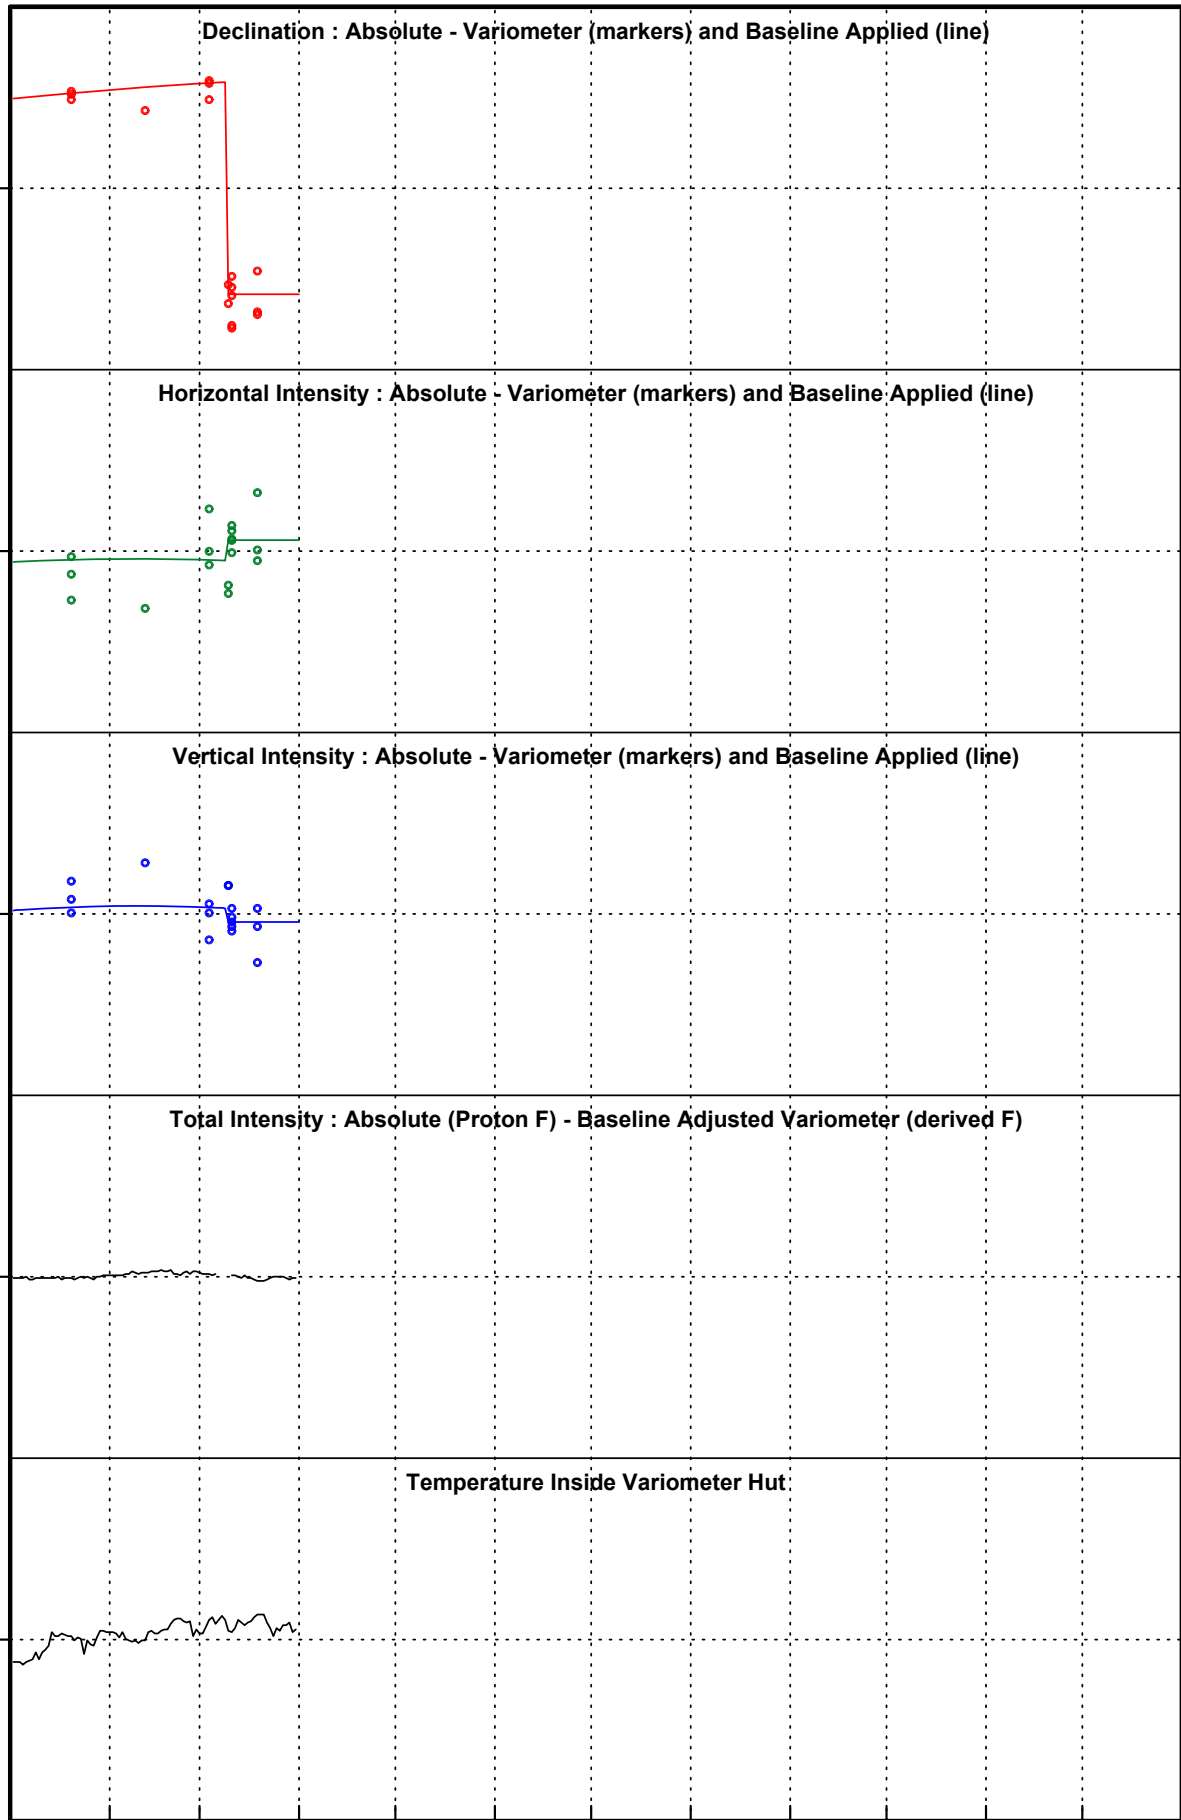 Declination : Absolute - Variometer (markers) and Baseline Applied (line)
Horizontal Intensity : Absolute - Variometer (markers) and Baseline Applied (line)
Vertical Intensity : Absolute - Variometer (markers) and Baseline Applied (line)
Total Intensity : Absolute (Proton F) - Baseline Adjusted Variometer (derived F)
Temperature Inside Variometer Hut